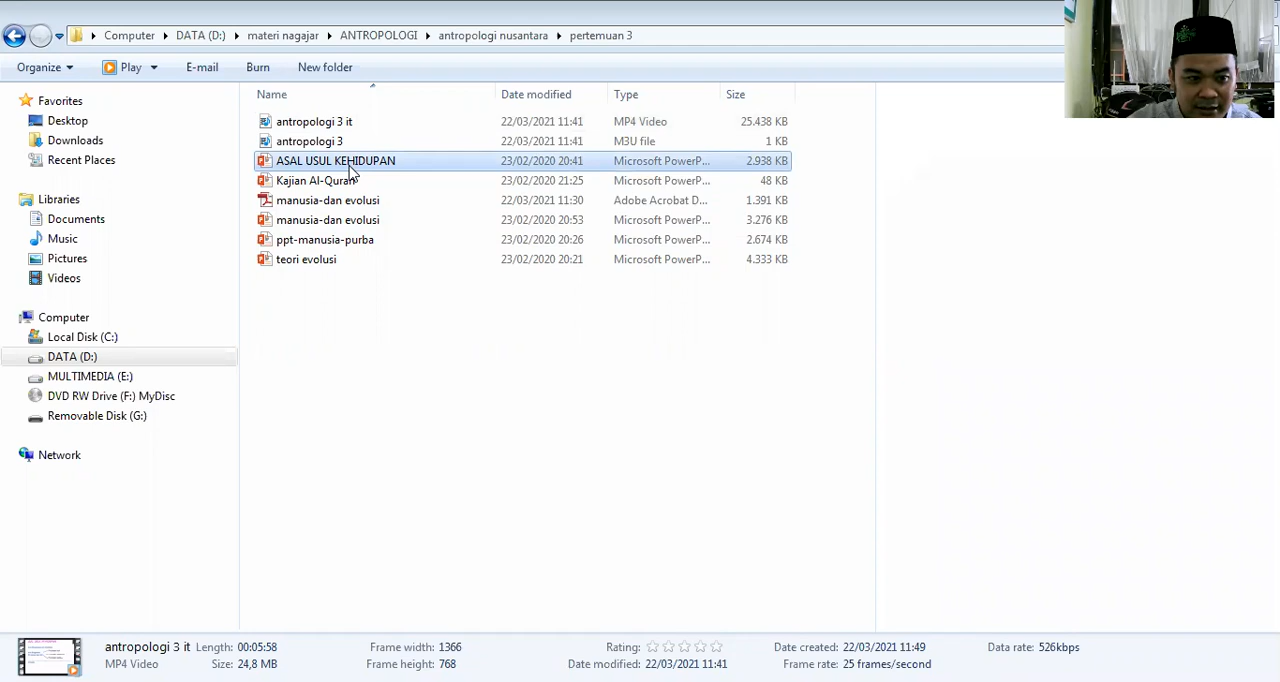 Computer DATA (D:) materi nagajar ANTROPOLOGI antropologi nusantara pertemuan 3
Organize Play E-mail Burn New folder
Name Date modified Type Size
Favorites
Desktop
Downloads
Recent Places
Libraries
Documents
Music
Pictures
Videos
Computer
Local Disk (C:)
DATA (D:)
MULTIMEDIA (E:)
DVD RW Drive (F:) MyDisc
Removable Disk (G:)
Network
antropologi 3 it 22/03/2021 11:41 MP4 Video 25.438 KB
antropologi 3 22/03/2021 11:41 M3U file 1 KB
ASAL USUL KEHIDUPAN 23/02/2020 20:41 Microsoft PowerP... 2.938 KB
Kajian Al-Quran 23/02/2020 21:25 Microsoft PowerP... 48 KB
manusia-dan evolusi 22/03/2021 11:30 Adobe Acrobat D... 1.391 KB
manusia-dan evolusi 23/02/2020 20:53 Microsoft PowerP... 3.276 KB
ppt-manusia-purba 23/02/2020 20:26 Microsoft PowerP... 2.674 KB
teori evolusi 23/02/2020 20:21 Microsoft PowerP... 4.333 KB
antropologi 3 it Length: 00:05:58 Frame width: 1366 Rating: Date created: 22/03/2021 11:49 Data rate: 526kbps
MP4 Video Size: 24,8 MB Frame height: 768 Date modified: 22/03/2021 11:41 Frame rate: 25 frames/second